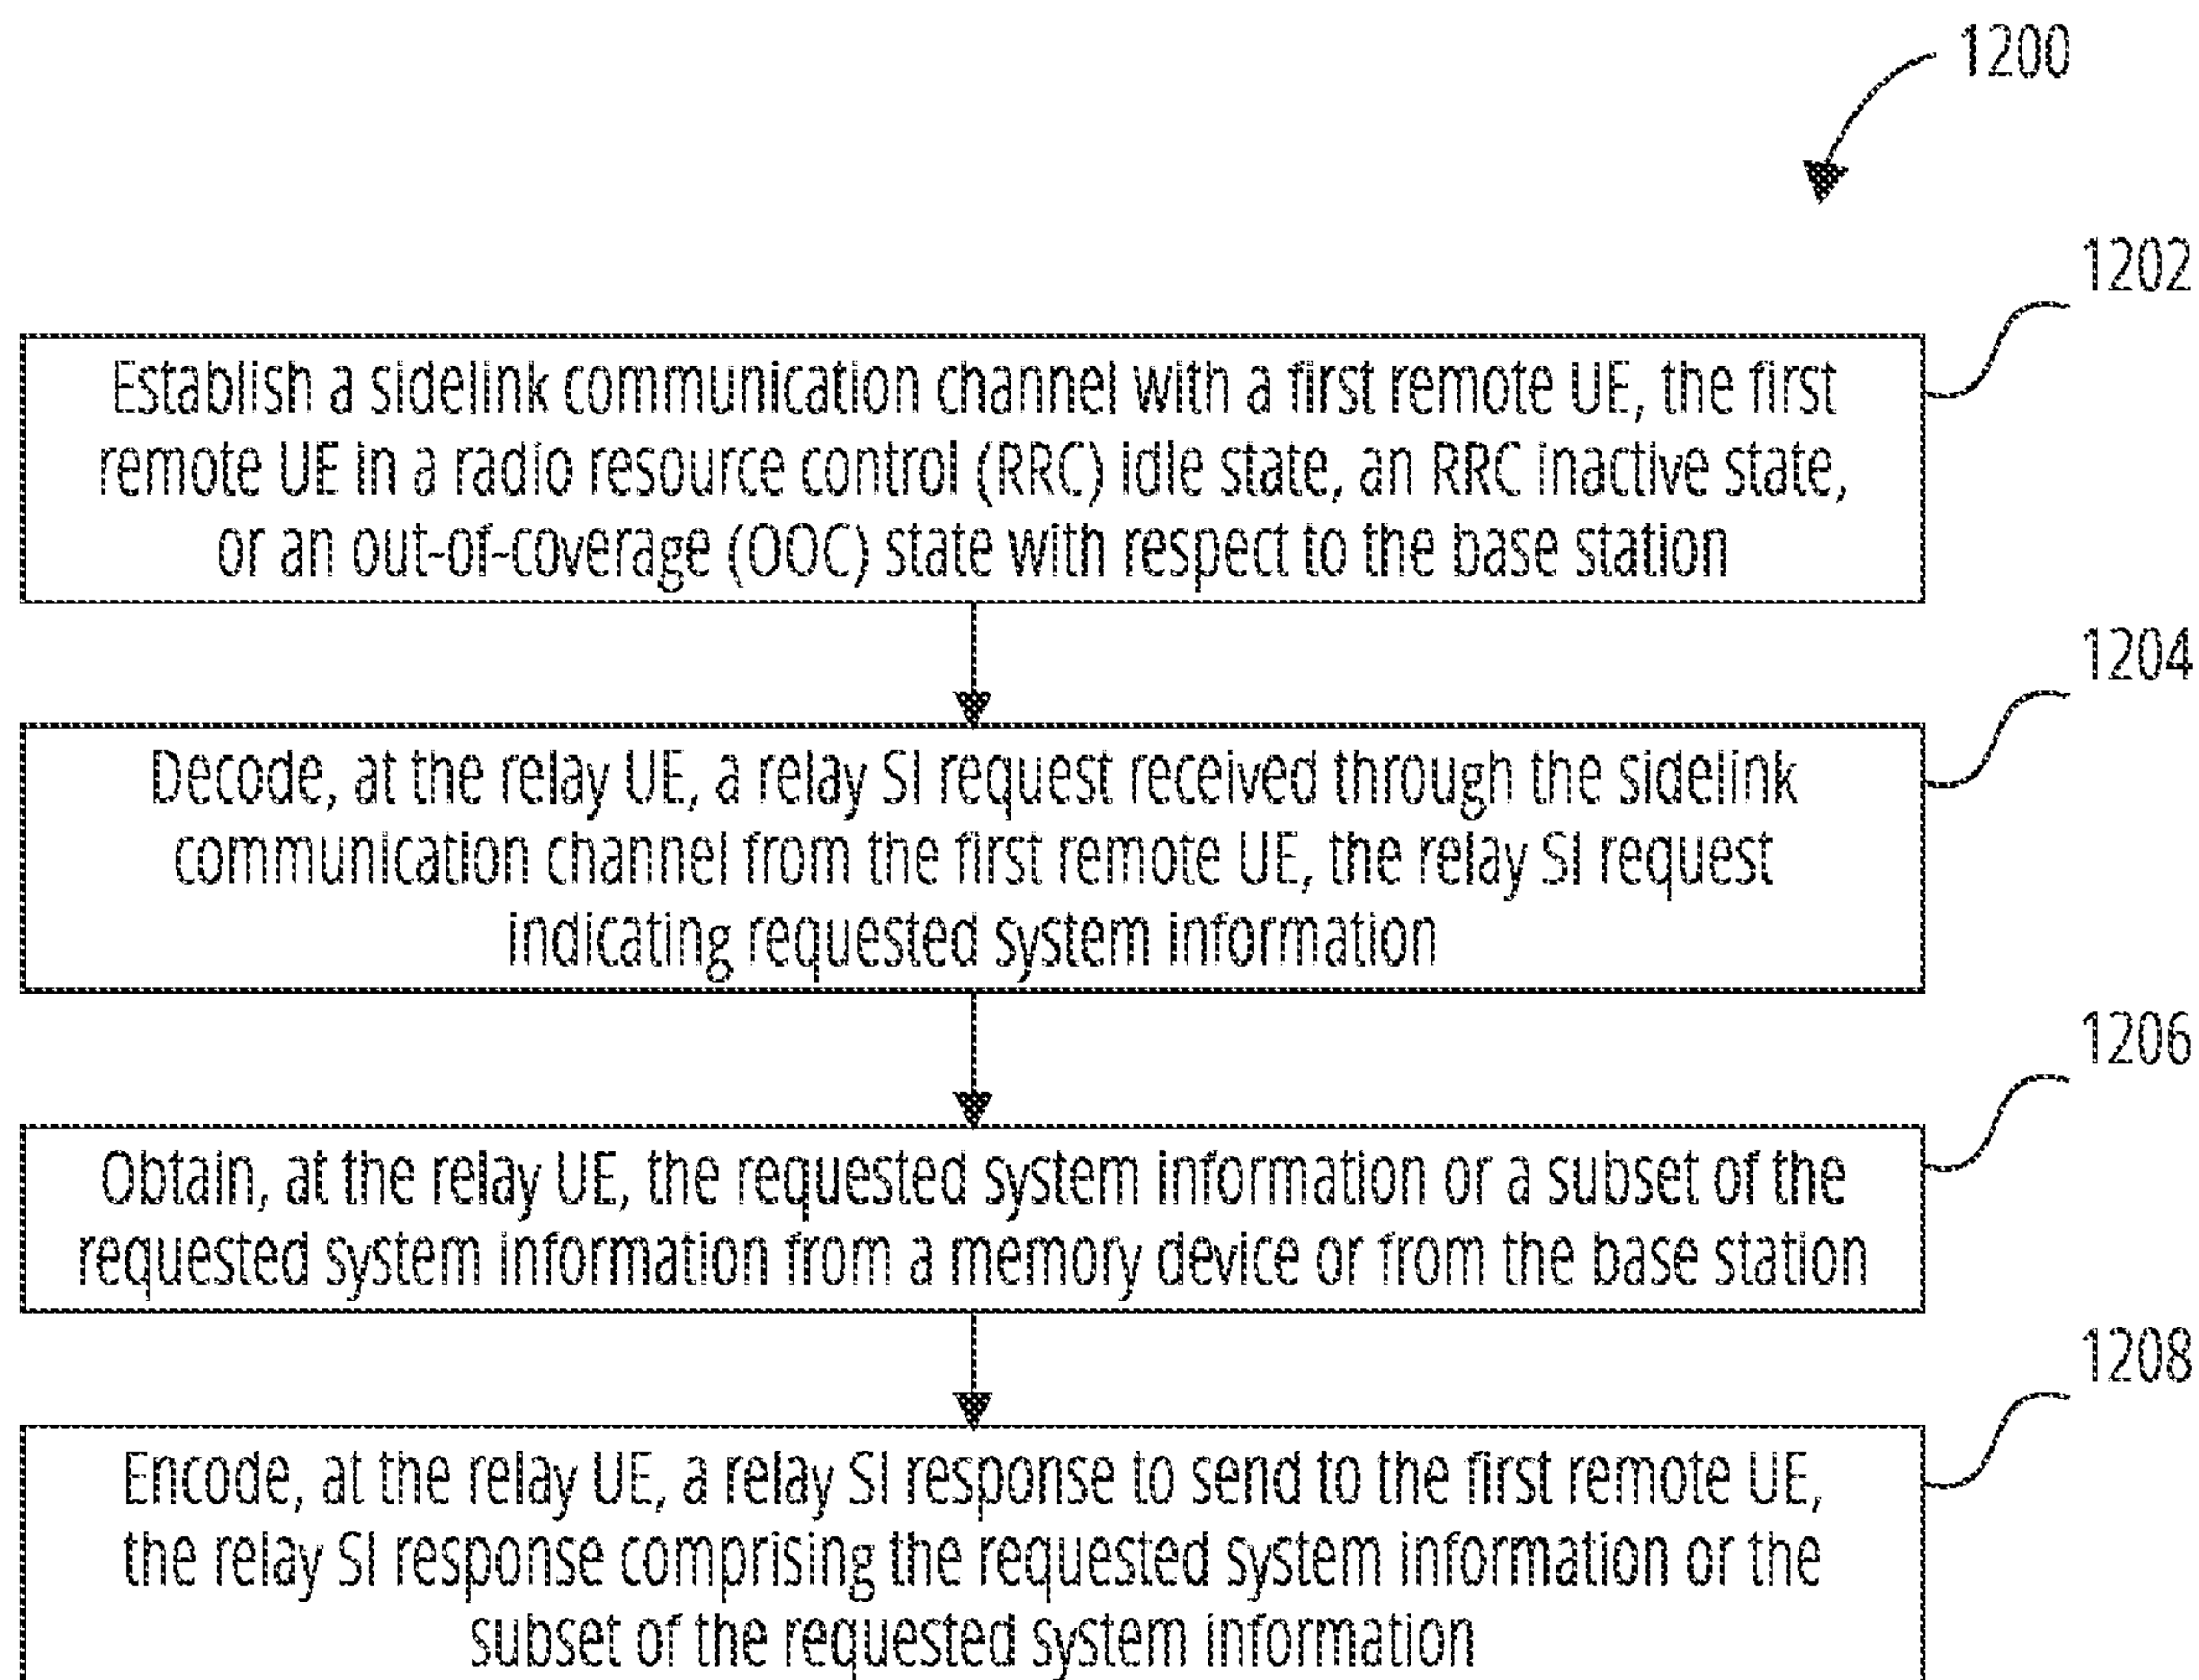 1200
1202
Establish a sidelink communication channel with a first remote UE, the first
remote UE in a radio resource control (RRC) idle state, an RRC inactive state,
or an out-of-coverage (OOC) state with respect to the base station
1204
Decode, at the relay UE, a relay SI request received through the sidelink
communication channel from the first remote UE, the relay SI request
indicating requested system information
1206
Obtain, at the relay UE, the requested system information or a subset of the
requested system information from a memory device or from the base station
1208
Encode, at the relay UE, a relay SI response to send to the first remote UE,
the relay SI response comprising the requested system information or the
subset of the requested system information